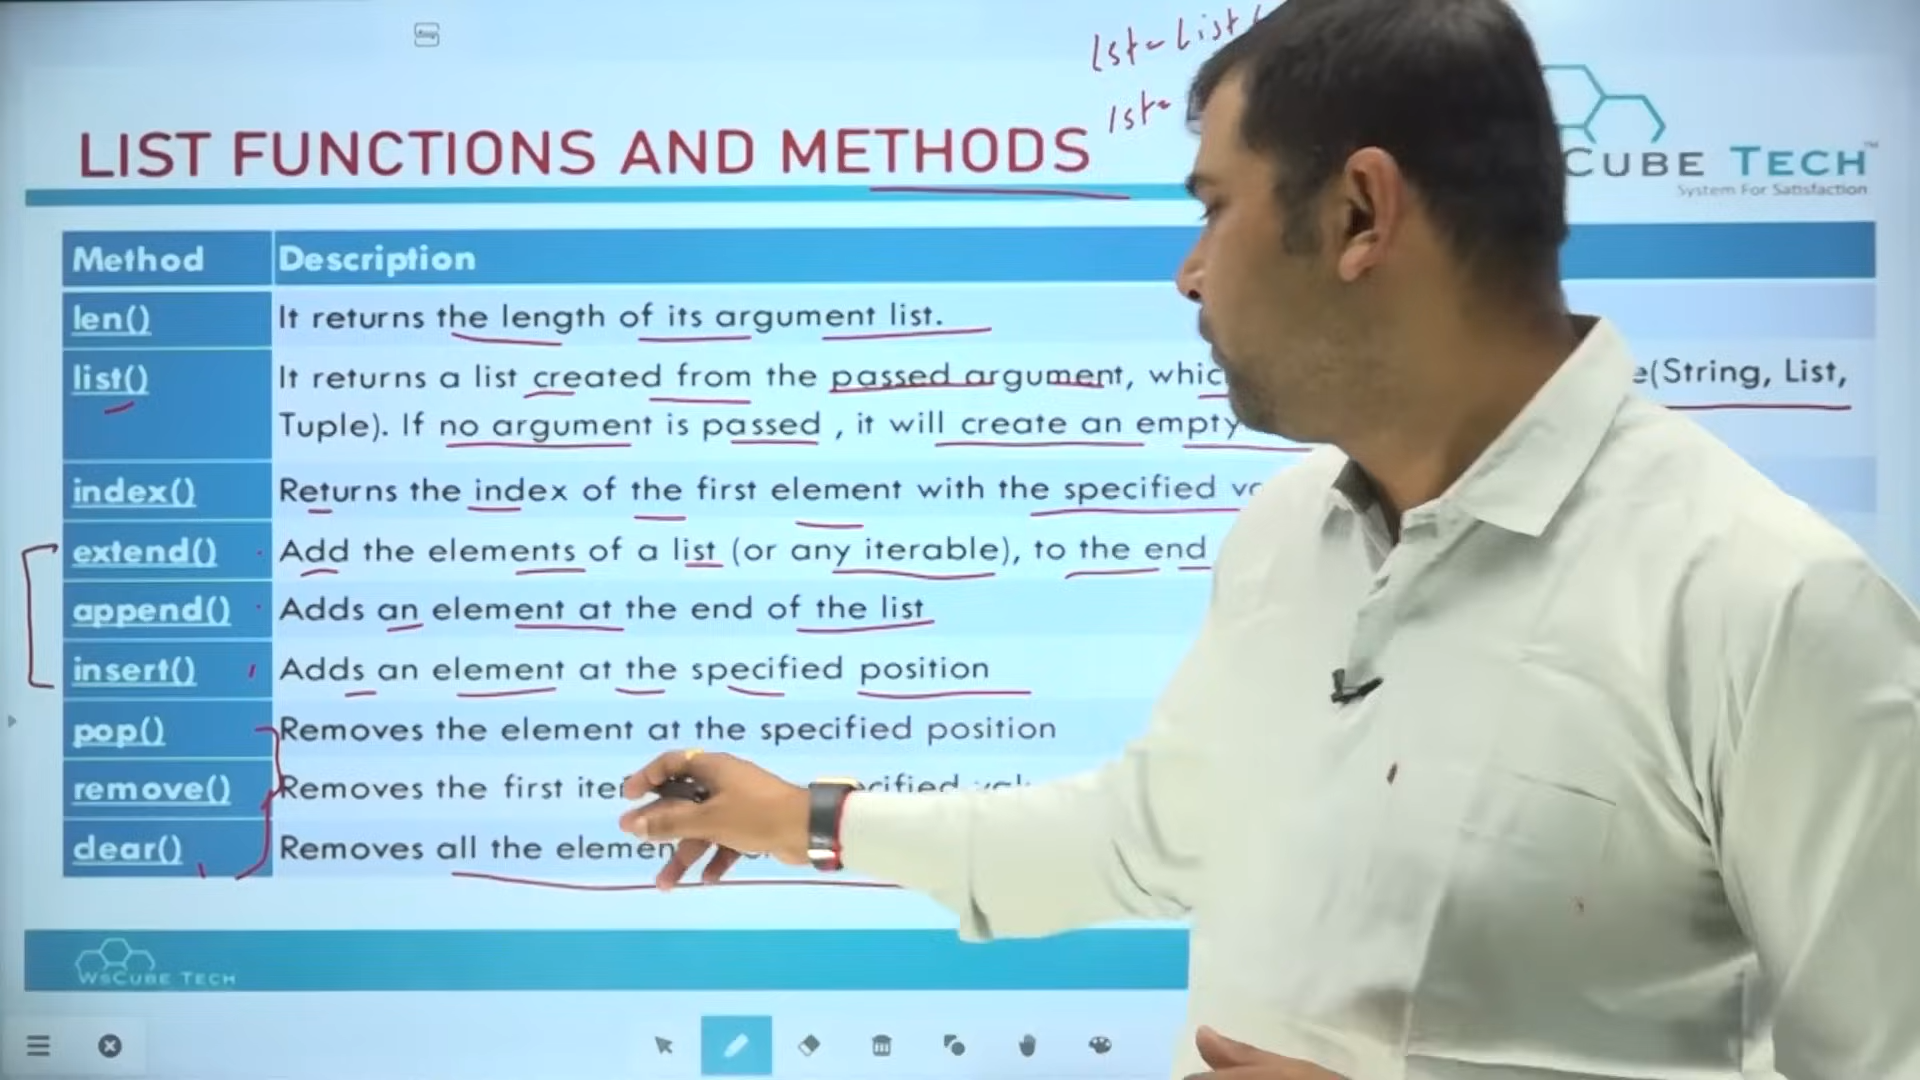 lst=List(
lst=
LIST FUNCTIONS AND METHODS
CUBE TECH™
System For Satisfaction
Method Description
len() It returns the length of its argument list.
list() It returns a list created from the passed argument, (String, List,
Tuple). If no argument is passed , it will create an empty
index() Returns the index of the first element with the specified
extend() Add the elements of a list (or any iterable), to the end
append() Adds an element at the end of the list
insert() Adds an element at the specified position
pop() Removes the element at the specified position
remove() Removes the first
clear() Removes all the
WSCUBE TECH